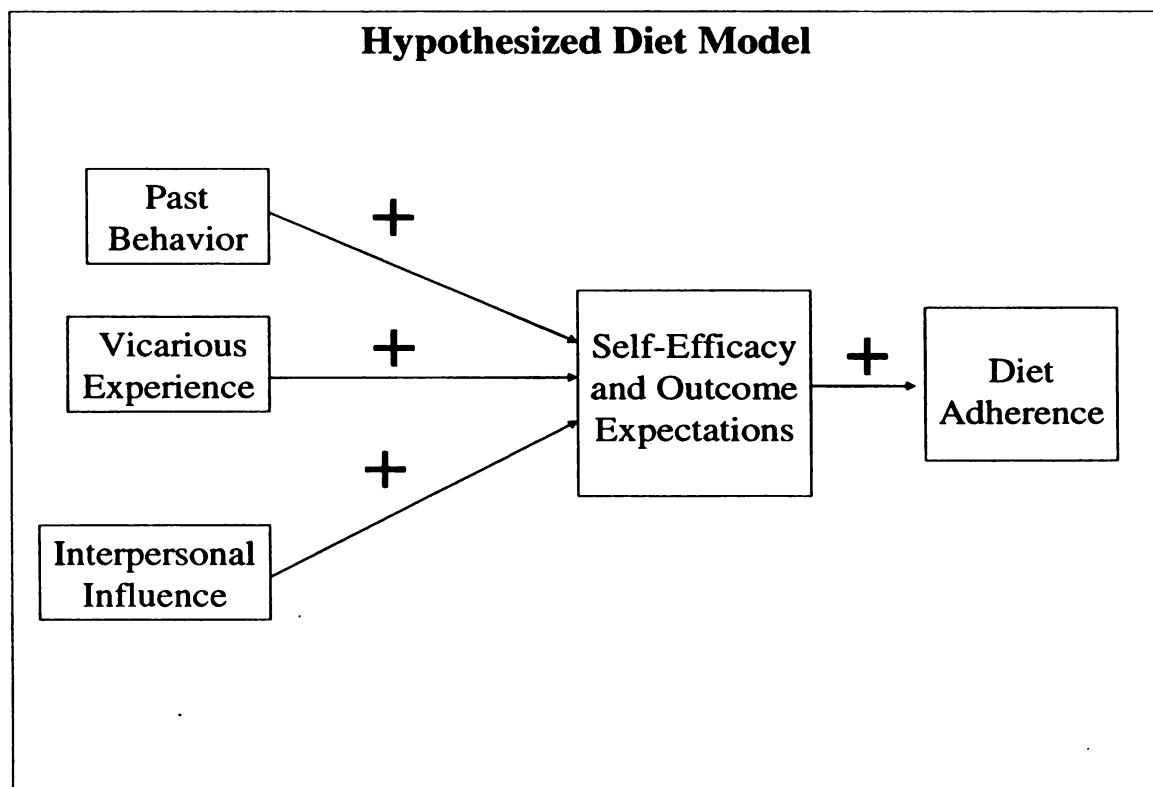 Hypothesized Diet Model
Past
Behavior
+
Vicarious
Experience
+
Interpersonal
Influence
+
Self-Efficacy
and Outcome
Expectations
+
Diet
Adherence